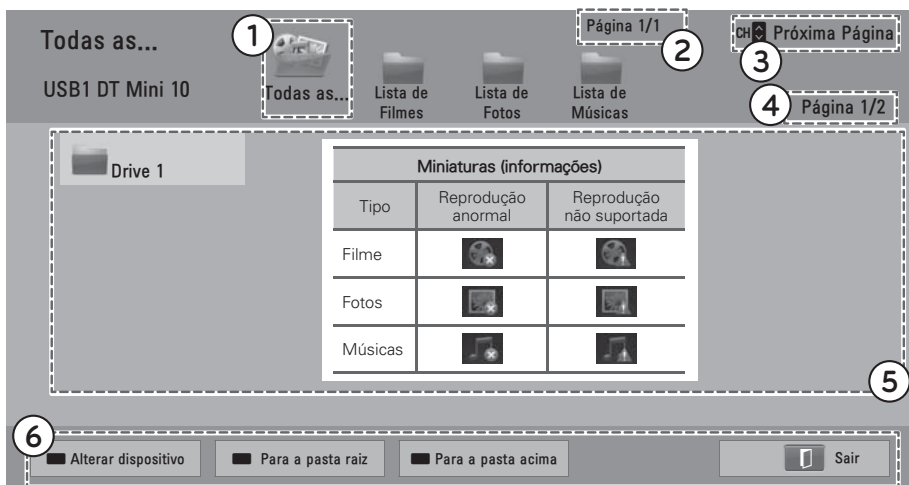 Todas as...
USB1 DT Mini 10
1
Todas as...
Lista de
Filmes
Lista de
Fotos
Lista de
Músicas
Página 1/1
2
CH Próxima Página
3
4
Página 1/2
Drive 1
Miniaturas (informações)
Tipo
Reprodução
anormal
Reprodução
não suportada
Filme
Fotos
Músicas
5
6
Alterar dispositivo
Para a pasta raiz
Para a pasta acima
Sair